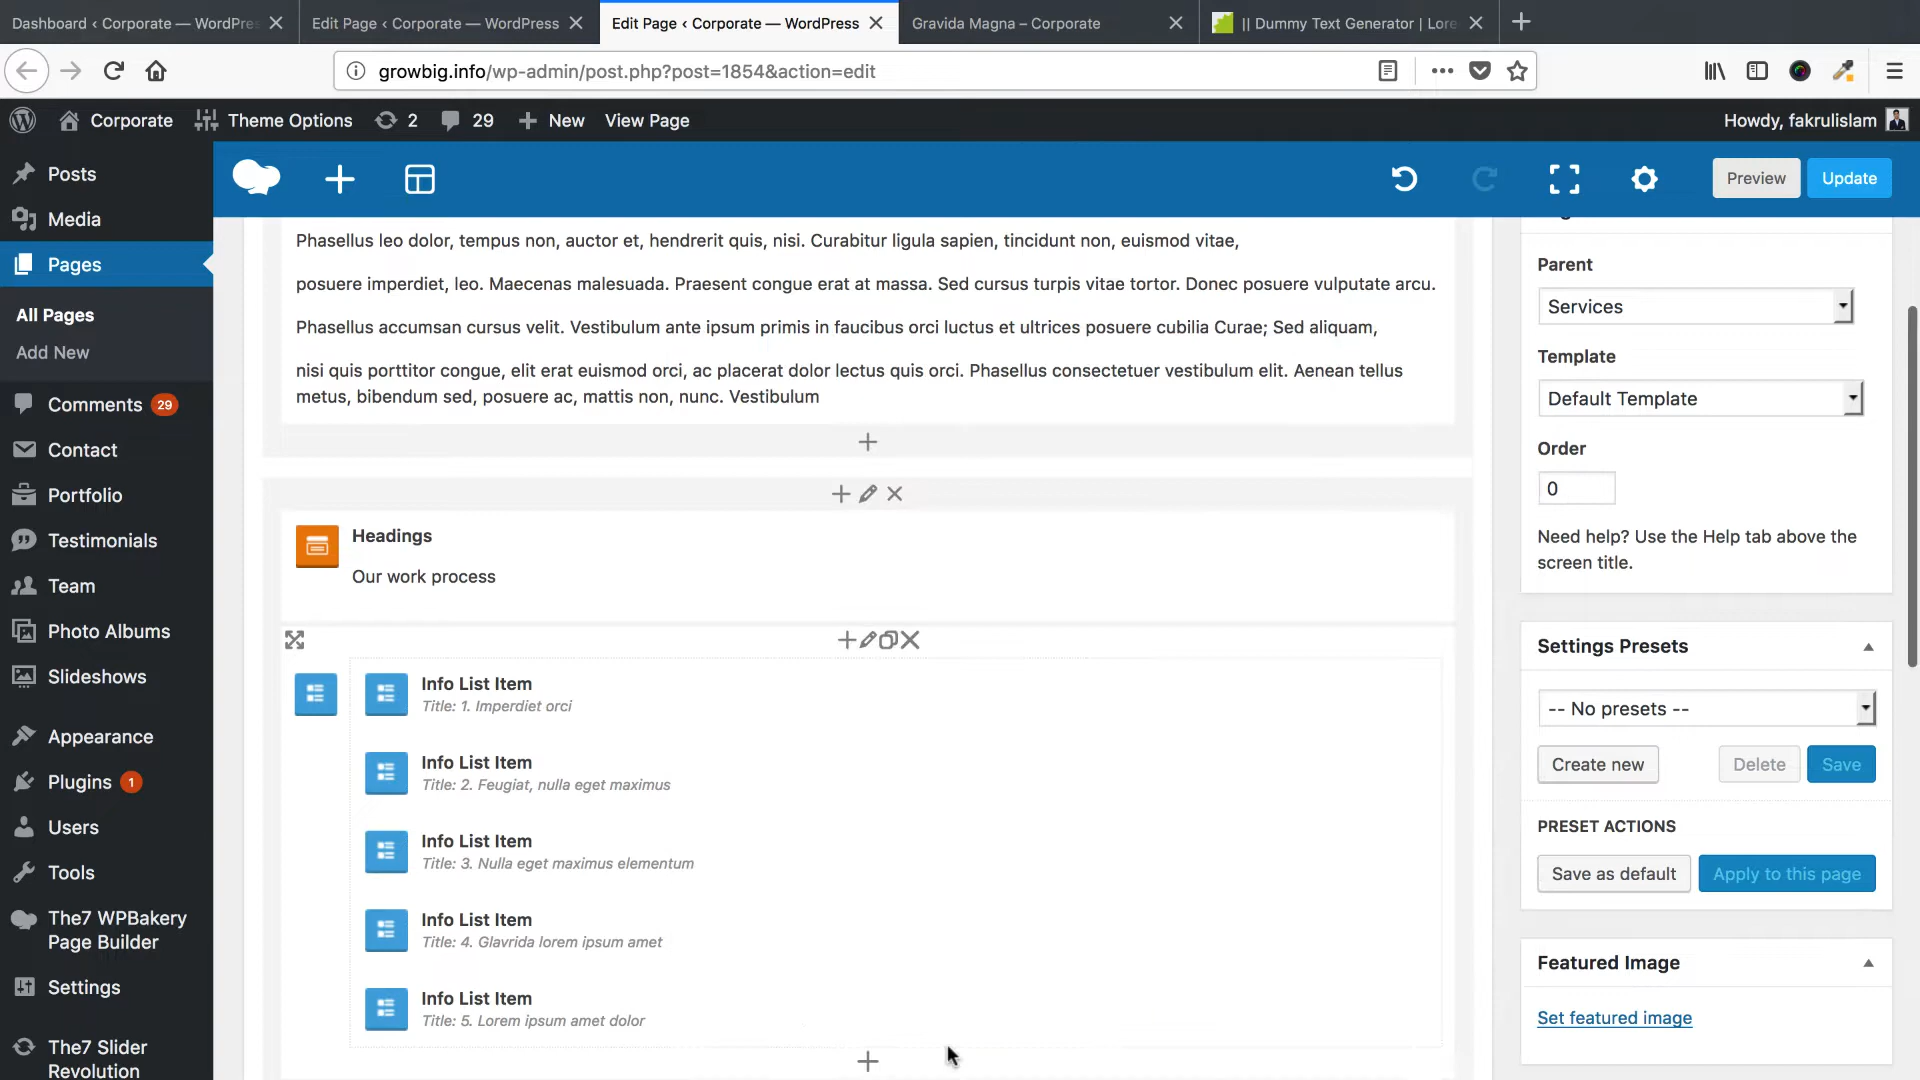 Dashboard ‹ Corporate — WordPre
Edit Page ‹ Corporate — WordPress
Edit Page ‹ Corporate — WordPress
Gravida Magna – Corporate
|| Dummy Text Generator | Lore
growbig.info/wp-admin/post.php?post=1854&action=edit
Corporate
Theme Options
2
29
New
View Page
Howdy, fakrulislam
Posts
Media
Pages
All Pages
Add New
Comments 29
Contact
Portfolio
Testimonials
Team
Photo Albums
Slideshows
Appearance
Plugins 1
Users
Tools
The7 WPBakery
Page Builder
Settings
The7 Slider
Revolution
Preview
Update
Phasellus leo dolor, tempus non, auctor et, hendrerit quis, nisi. Curabitur ligula sapien, tincidunt non, euismod vitae,
posuere imperdiet, leo. Maecenas malesuada. Praesent congue erat at massa. Sed cursus turpis vitae tortor. Donec posuere vulputate arcu.
Phasellus accumsan cursus velit. Vestibulum ante ipsum primis in faucibus orci luctus et ultrices posuere cubilia Curae; Sed aliquam,
nisi quis porttitor congue, elit erat euismod orci, ac placerat dolor lectus quis orci. Phasellus consectetuer vestibulum elit. Aenean tellus
metus, bibendum sed, posuere ac, mattis non, nunc. Vestibulum
Headings
Our work process
Info List Item
Title: 1. Imperdiet orci
Info List Item
Title: 2. Feugiat, nulla eget maximus
Info List Item
Title: 3. Nulla eget maximus elementum
Info List Item
Title: 4. Glavrida lorem ipsum amet
Info List Item
Title: 5. Lorem ipsum amet dolor
Parent
Services
Template
Default Template
Order
0
Need help? Use the Help tab above the
screen title.
Settings Presets
-- No presets --
Create new
Delete
Save
PRESET ACTIONS
Save as default
Apply to this page
Featured Image
Set featured image